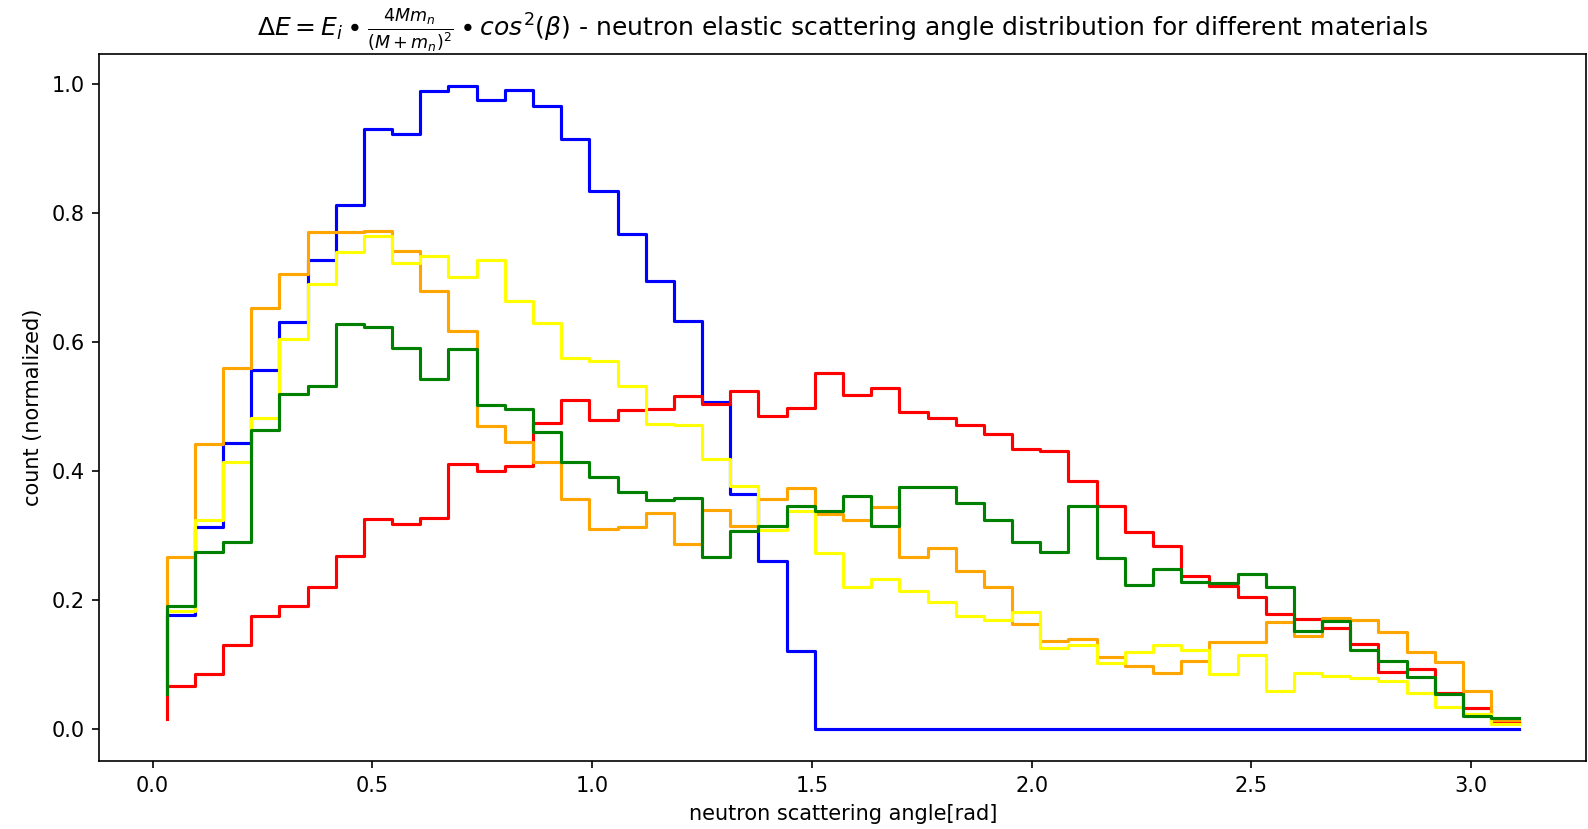 ΔE = E_i • \frac{4Mm_n}{(M + m_n)^2} • cos^2(β) - neutron elastic scattering angle distribution for different materials
count (normalized)
1.0
0.8
0.6
0.4
0.2
0.0
0.0 0.5 1.0 1.5 2.0 2.5 3.0
neutron scattering angle[rad]